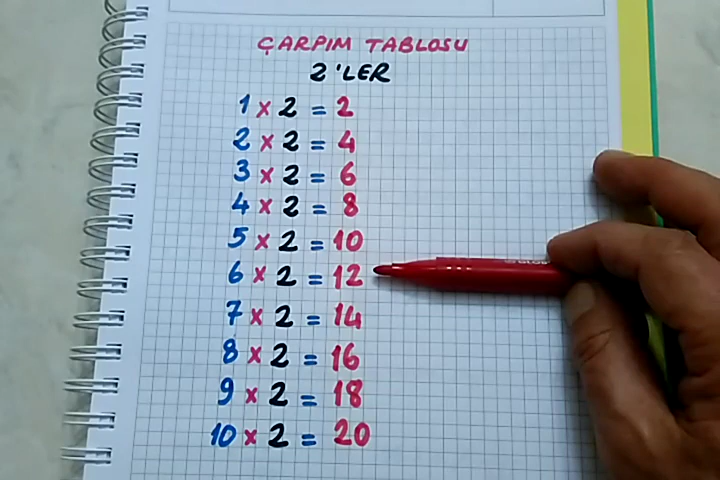 ÇARPIM TABLOSU
2'LER
1 x 2 = 2
2 x 2 = 4
3 x 2 = 6
4 x 2 = 8
5 x 2 = 10
6 x 2 = 12
7 x 2 = 14
8 x 2 = 16
9 x 2 = 18
10 x 2 = 20